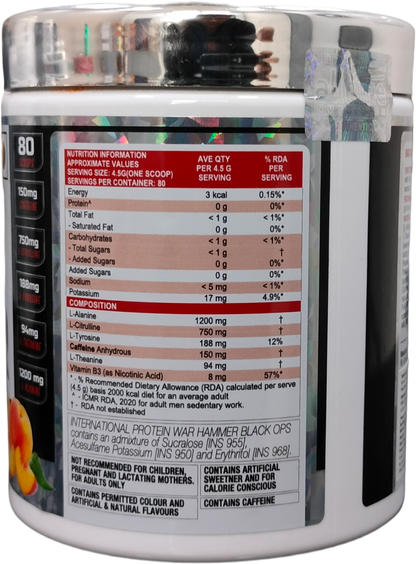 80
150mg
750mg
188mg
94mg
1200 mg
NUTRITION INFORMATION
APPROXIMATE VALUES
SERVING SIZE: 4.5G(ONE SCOOP)
SERVINGS PER CONTAINER: 80
AVE QTY
PER 4.5 G
SERVING
% RDA
PER
SERVING
Energy 3 kcal 0.15%*
Protein^ 0 g 0%*
Total Fat < 1 g < 1%*
- Saturated Fat 0 g 0%*
Carbohydrates < 1 g < 1%*
- Total Sugars < 1 g †
- Added Sugars 0 g 0%*
Added Sugars 0 g 0%*
Sodium < 5 mg < 1%*
Potassium 17 mg 4.9%*
COMPOSITION
L-Alanine 1200 mg †
L-Citrulline 750 mg †
L-Tyrosine 188 mg 12%
Caffeine Anhydrous 150 mg †
L-Theanine 94 mg †
Vitamin B3 (as Nicotinic Acid) 8 mg 57%*
* - % Recommended Dietary Allowance (RDA) calculated per serve
(4.5 g) basis 2000 kcal diet for an average adult
^ - ICMR RDA, 2020 for adult men sedentary work.
† - RDA not established
INTERNATIONAL PROTEIN WAR HAMMER BLACK OPS
contains an admixture of Sucralose [INS 955],
Acesulfame Potassium [INS 950] and Erythritol [INS 968].
NOT RECOMMENDED FOR CHILDREN,
PREGNANT AND LACTATING MOTHERS.
FOR ADULTS ONLY
CONTAINS ARTIFICIAL
SWEETNER AND FOR
CALORIE CONSCIOUS
CONTAINS PERMITTED COLOUR AND
ARTIFICIAL & NATURAL FLAVOURS
CONTAINS CAFFEINE